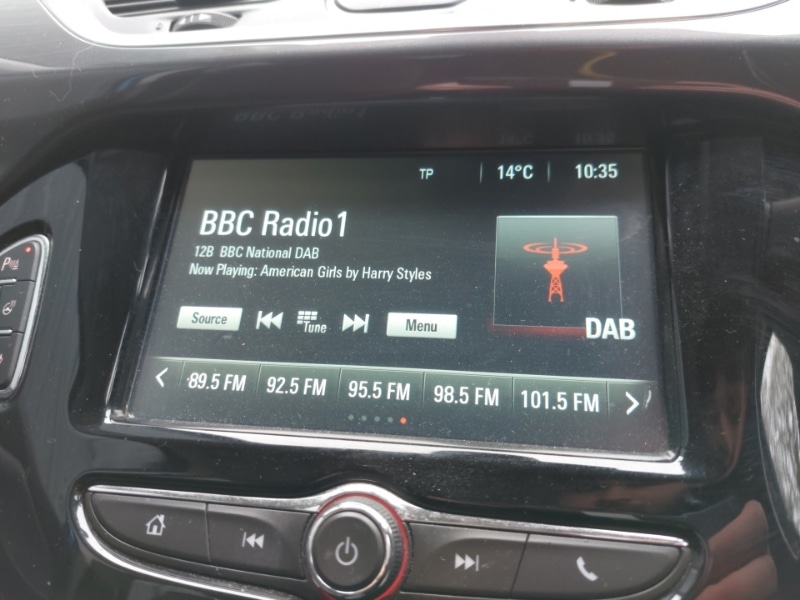 TP 14°C 10:35
BBC Radio1
12B BBC National DAB
Now Playing: American Girls by Harry Styles
DAB
Source Tune Menu
89.5 FM 92.5 FM 95.5 FM 98.5 FM 101.5 FM